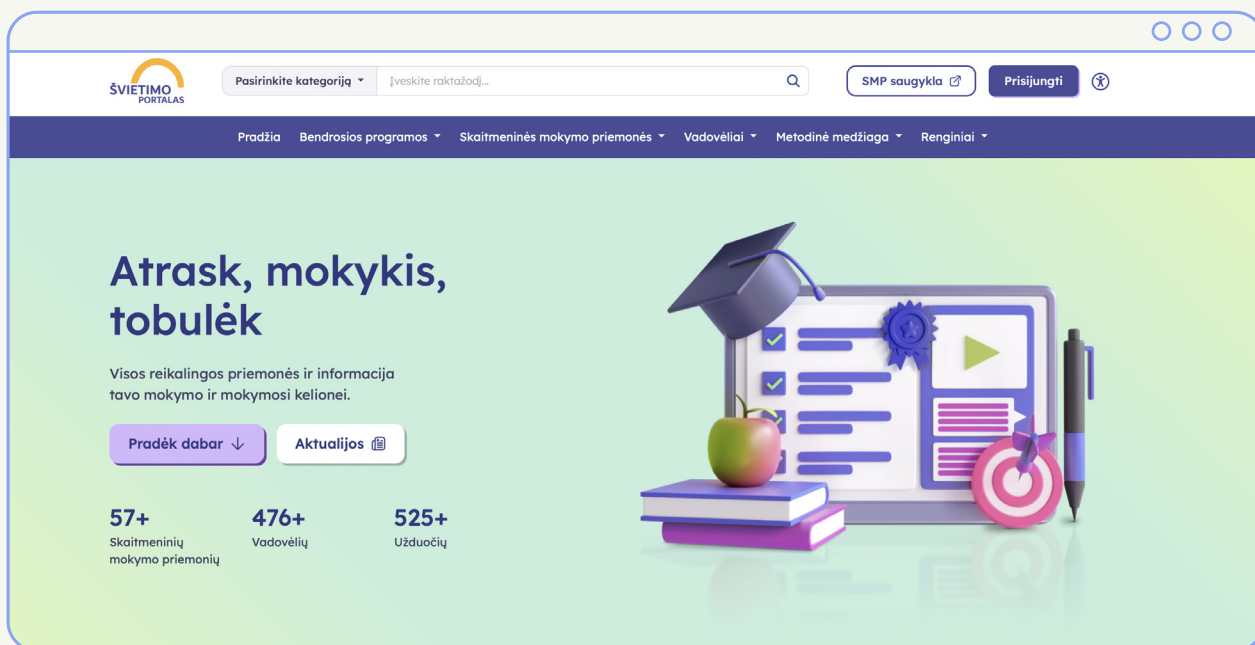 ŠVIETIMO
PORTALAS
Pasirinkite kategoriją
Įveskite raktažodį...
SMP saugykla
Prisijungti
Pradžia Bendrosios programos Skaitmeninės mokymo priemonės Vadovėliai Metodinė medžiaga Renginiai
Atrask, mokykis,
tobulėk
Visos reikalingos priemonės ir informacija
tavo mokymo ir mokymosi kelionei.
Pradėk dabar
Aktualijos
57+
Skaitmeninių
mokymo priemonių
476+
Vadovėlių
525+
Užduočių